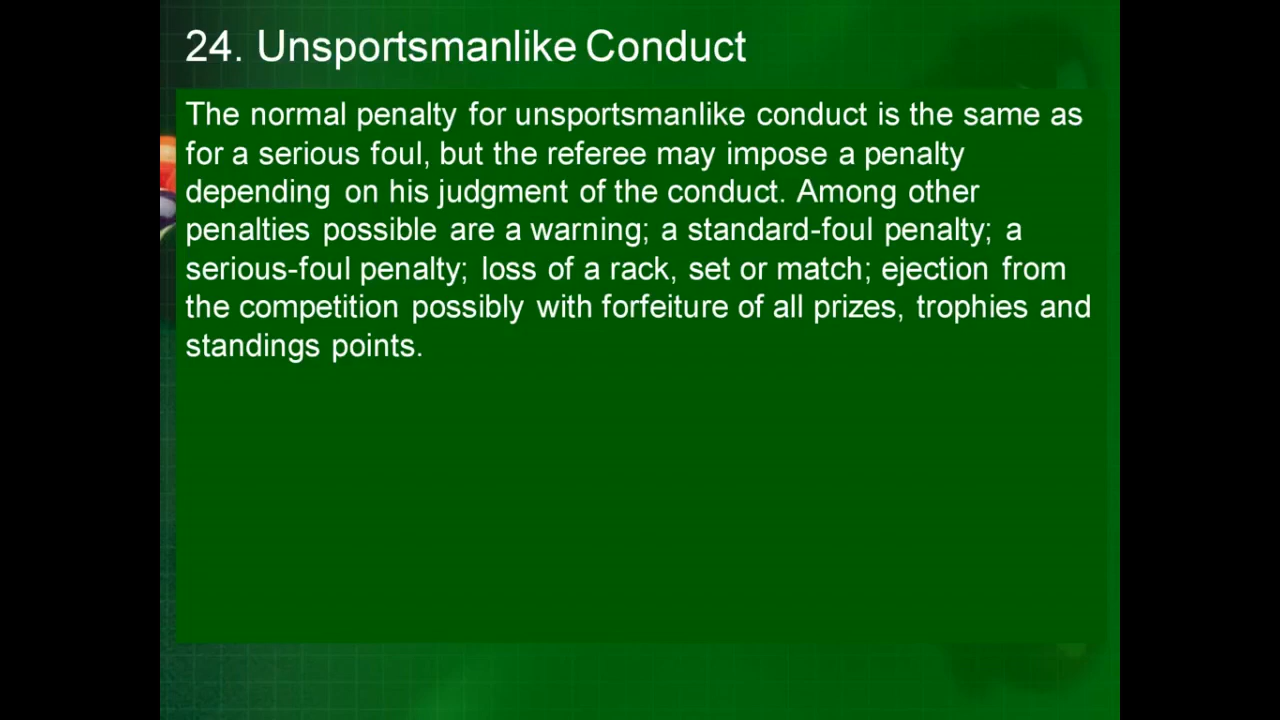 24. Unsportsmanlike Conduct
The normal penalty for unsportsmanlike conduct is the same as
for a serious foul, but the referee may impose a penalty
depending on his judgment of the conduct. Among other
penalties possible are a warning; a standard-foul penalty; a
serious-foul penalty; loss of a rack, set or match; ejection from
the competition possibly with forfeiture of all prizes, trophies and
standings points.